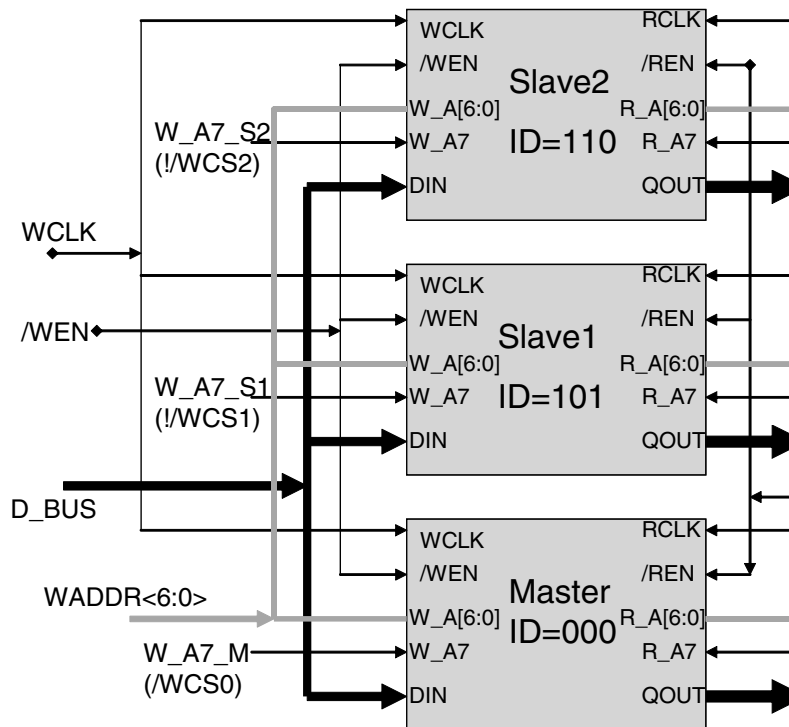 WCLK
RCLK
/WEN
Slave2
/REN
W_A[6:0]
R_A[6:0]
W_A7_S2
(!/WCS2)
W_A7
ID=110
R_A7
DIN
QOUT
WCLK
WCLK
RCLK
/WEN
/WEN
Slave1
/REN
W_A[6:0]
R_A[6:0]
W_A7_S1
(!/WCS1)
W_A7
ID=101
R_A7
DIN
QOUT
D_BUS
WCLK
RCLK
/WEN
Master
/REN
WADDR<6:0>
W_A[6:0]
ID=000
R_A[6:0]
W_A7_M
(/WCS0)
W_A7
R_A7
DIN
QOUT